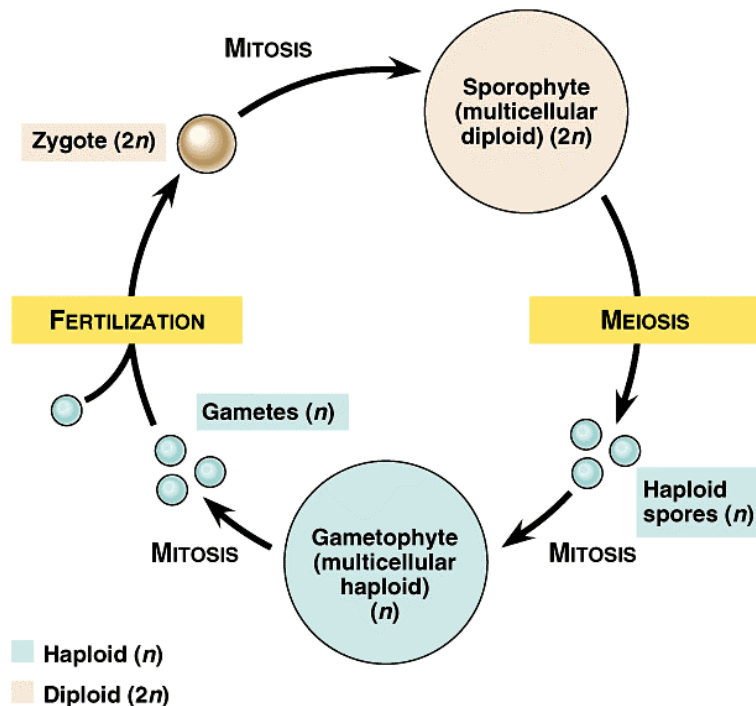 MITOSIS
Sporophyte
(multicellular
diploid) (2n)
Zygote (2n)
FERTILIZATION
MEIOSIS
Gametes (n)
Haploid
spores (n)
Gametophyte
(multicellular
haploid)
(n)
MITOSIS
MITOSIS
Haploid (n)
Diploid (2n)